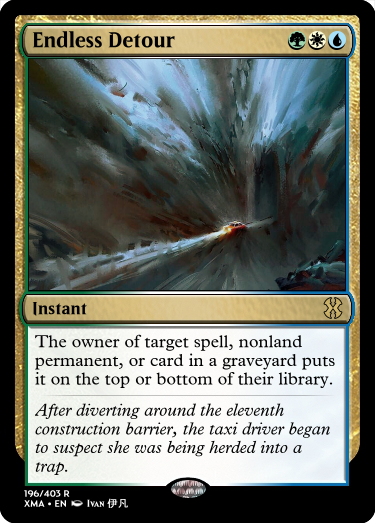 Endless Detour
Instant
The owner of target spell, nonland
permanent, or card in a graveyard puts
it on the top or bottom of their library.
After diverting around the eleventh
construction barrier, the taxi driver began
to suspect she was being herded into a
trap.
196/403 R
XMA • EN Ivan 伊凡